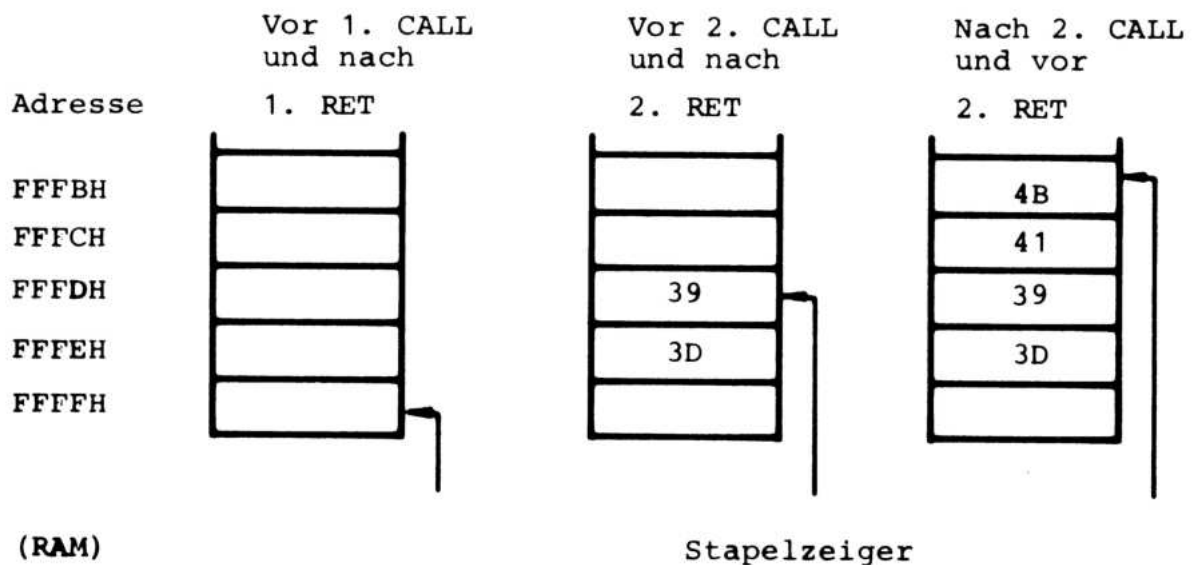 Vor 1. CALL
und nach
1. RET
Vor 2. CALL
und nach
2. RET
Nach 2. CALL
und vor
2. RET
Adresse
FFFBH
FFFCH
FFFDH
FFFEH
FFFFH
39
3D
4B
41
39
3D
(RAM)
Stapelzeiger